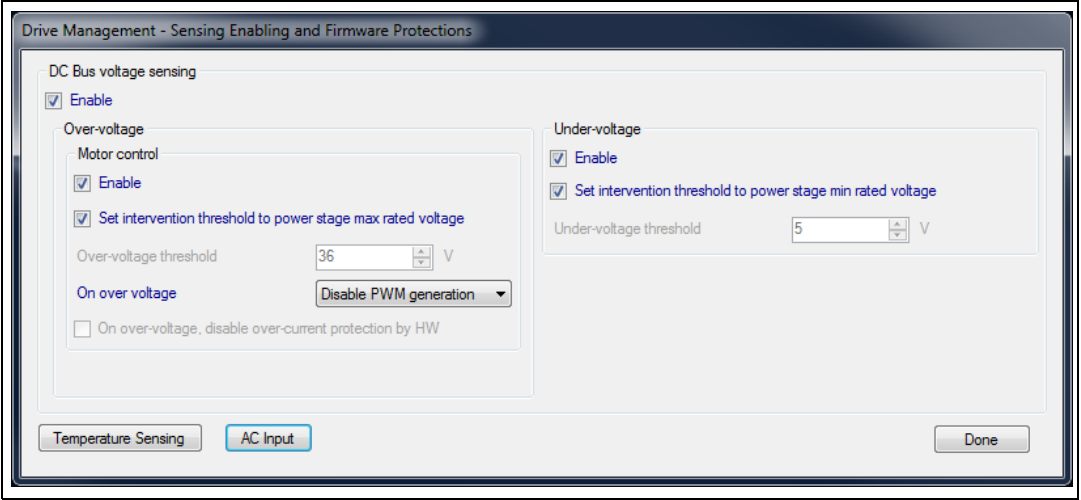 Drive Management - Sensing Enabling and Firmware Protections
DC Bus voltage sensing
Enable
Over-voltage
Motor control
Enable
Set intervention threshold to power stage max rated voltage
Over-voltage threshold 36 V
On over voltage Disable PWM generation
On over-voltage, disable over-current protection by HW
Under-voltage
Enable
Set intervention threshold to power stage min rated voltage
Under-voltage threshold 5 V
Temperature Sensing AC Input Done